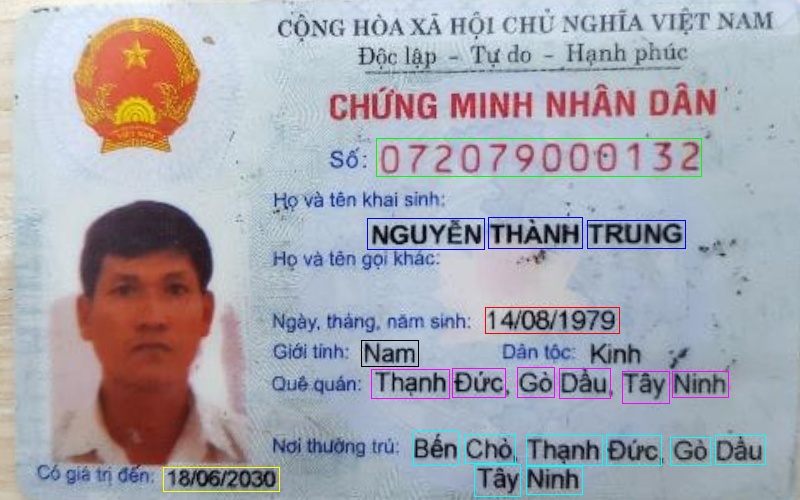 CỘNG HÒA XÃ HỘI CHỦ NGHĨA VIỆT NAM
Độc lập - Tự do - Hạnh phúc
CHỨNG MINH NHÂN DÂN
Số: 072079000132
Họ và tên khai sinh:
NGUYỄN THÀNH TRUNG
Họ và tên gọi khác:
Ngày, tháng, năm sinh: 14/08/1979
Giới tính: Nam Dân tộc: Kinh
Quê quán: Thạnh Đức, Gò Dầu, Tây Ninh
Nơi thường trú: Bến Chò, Thạnh Đức, Gò Dầu
Tây Ninh
Có giá trị đến: 18/06/2030